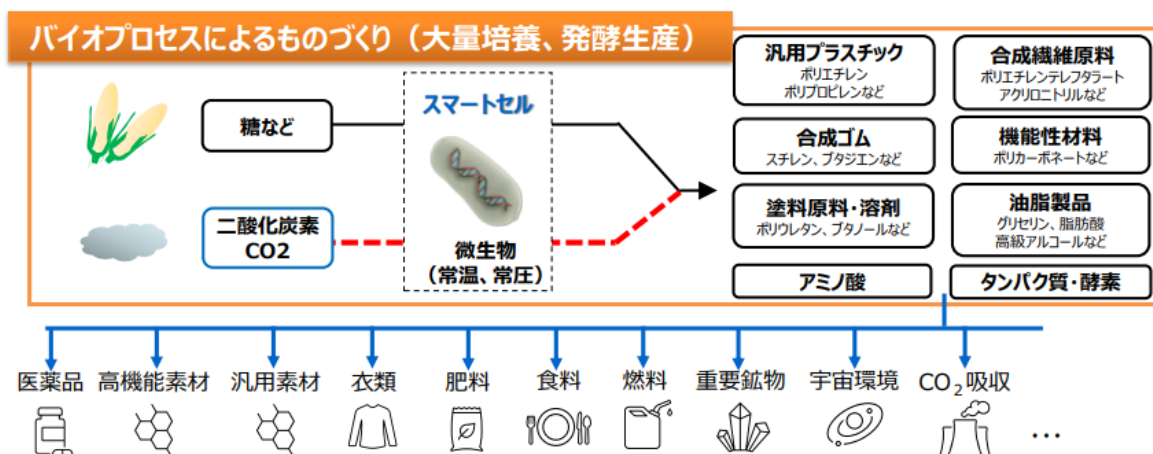 バイオプロセスによるものづくり（大量培養、発酵生産）
糖など
二酸化炭素
CO2
スマートセル
微生物
（常温、常圧）
汎用プラスチック
ポリエチレン
ポリプロピレンなど
合成繊維原料
ポリエチレンテレフタラート
アクリロニトリルなど
合成ゴム
スチレン、ブタジエンなど
機能性材料
ポリカーボネートなど
塗料原料・溶剤
ポリウレタン、ブタノールなど
油脂製品
グリセリン、脂肪酸
高級アルコールなど
アミノ酸
タンパク質・酵素
医薬品
高機能素材
汎用素材
衣類
肥料
食料
燃料
重要鉱物
宇宙環境
CO₂吸収
…